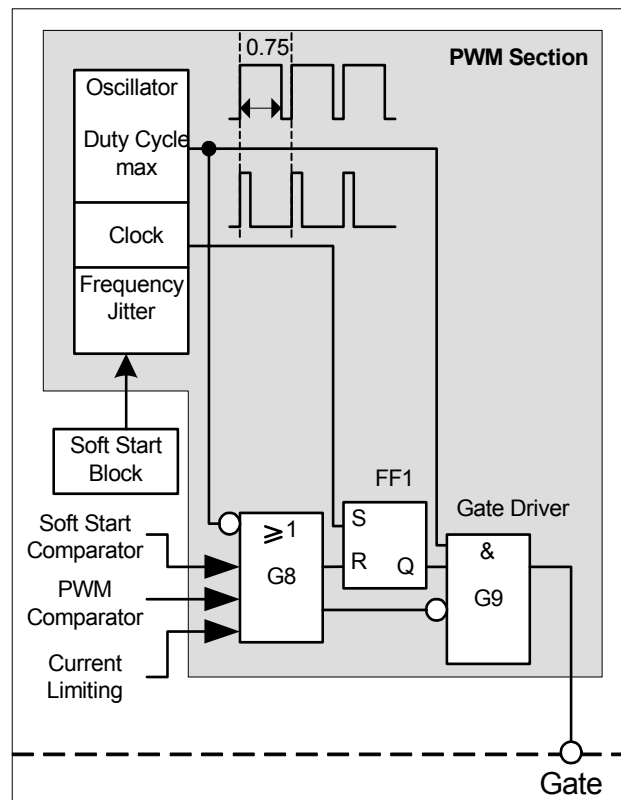 0.75
PWM Section
Oscillator
Duty Cycle
max
Clock
Frequency
Jitter
Soft Start
Block
FF1
Gate Driver
Soft Start
Comparator
PWM
Comparator
Current
Limiting
⩾1
G8
S
R
Q
&
G9
Gate